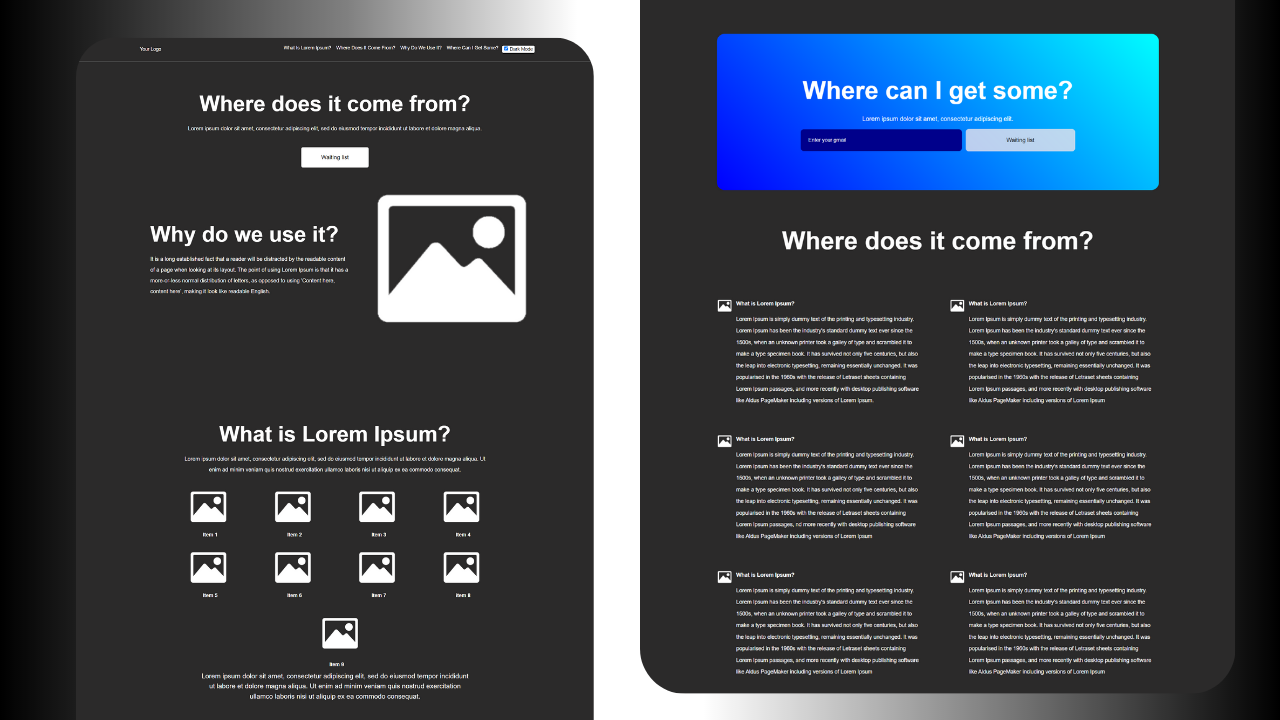 Your Logo
What Is Lorem Ipsum? Where Does It Come From? Why Do We Use It? Where Can I Get Some? Dark Mode
Where does it come from?
Lorem ipsum dolor sit amet, consectetur adipiscing elit, sed do eiusmod tempor incididunt ut labore et dolore magna aliqua.
Waiting list
Why do we use it?
It is a long established fact that a reader will be distracted by the readable content
of a page when looking at its layout. The point of using Lorem Ipsum is that it has a
more-or-less normal distribution of letters, as opposed to using 'Content here,
content here', making it look like readable English.
What is Lorem Ipsum?
Lorem ipsum dolor sit amet, consectetur adipiscing elit, sed do eiusmod tempor incididunt ut labore et dolore magna aliqua. Ut
enim ad minim veniam quis nostrud exercitation ullamco laboris nisi ut aliquip ex ea commodo consequat.
Item 1 Item 2 Item 3 Item 4
Item 5 Item 6 Item 7 Item 8
Item 9
Lorem ipsum dolor sit amet, consectetur adipiscing elit, sed do eiusmod tempor incididunt
ut labore et dolore magna aliqua. Ut enim ad minim veniam quis nostrud exercitation
ullamco laboris nisi ut aliquip ex ea commodo consequat.
Where can I get some?
Lorem ipsum dolor sit amet, consectetur adipiscing elit.
Enter your gmail
Waiting list
Where does it come from?
What is Lorem Ipsum?
Lorem Ipsum is simply dummy text of the printing and typesetting industry.
Lorem Ipsum has been the industry's standard dummy text ever since the
1500s, when an unknown printer took a galley of type and scrambled it to
make a type specimen book. It has survived not only five centuries, but also
the leap into electronic typesetting, remaining essentially unchanged. It was
popularised in the 1960s with the release of Letraset sheets containing
Lorem Ipsum passages, and more recently with desktop publishing software
like Aldus PageMaker including versions of Lorem Ipsum.
What is Lorem Ipsum?
Lorem Ipsum is simply dummy text of the printing and typesetting industry.
Lorem Ipsum has been the industry's standard dummy text ever since the
1500s, when an unknown printer took a galley of type and scrambled it to
make a type specimen book. It has survived not only five centuries, but also
the leap into electronic typesetting, remaining essentially unchanged. It was
popularised in the 1960s with the release of Letraset sheets containing
Lorem Ipsum passages, and more recently with desktop publishing software
like Aldus PageMaker including versions of Lorem Ipsum
What is Lorem Ipsum?
Lorem Ipsum is simply dummy text of the printing and typesetting industry.
Lorem Ipsum has been the industry's standard dummy text ever since the
1500s, when an unknown printer took a galley of type and scrambled it to
make a type specimen book. It has survived not only five centuries, but also
the leap into electronic typesetting, remaining essentially unchanged. It was
popularised in the 1960s with the release of Letraset sheets containing
Lorem Ipsum passages, nd more recently with desktop publishing software
like Aldus PageMaker including versions of Lorem Ipsum
What is Lorem Ipsum?
Lorem Ipsum is simply dummy text of the printing and typesetting industry.
Lorem Ipsum has been the industry's standard dummy text ever since the
1500s, when an unknown printer took a galley of type and scrambled it to
make a type specimen book. It has survived not only five centuries, but also
the leap into electronic typesetting, remaining essentially unchanged. It was
popularised in the 1960s with the release of Letraset sheets containing
Lorem Ipsum passages, and more recently with desktop publishing software
like Aldus PageMaker including versions of Lorem Ipsum
What is Lorem Ipsum?
Lorem Ipsum is simply dummy text of the printing and typesetting industry.
Lorem Ipsum has been the industry's standard dummy text ever since the
1500s, when an unknown printer took a galley of type and scrambled it to
make a type specimen book. It has survived not only five centuries, but also
the leap into electronic typesetting, remaining essentially unchanged. It was
popularised in the 1960s with the release of Letraset sheets containing
Lorem Ipsum passages, and more recently with desktop publishing software
like Aldus PageMaker including versions of Lorem Ipsum
What is Lorem Ipsum?
Lorem Ipsum is simply dummy text of the printing and typesetting industry.
Lorem Ipsum has been the industry's standard dummy text ever since the
1500s, when an unknown printer took a galley of type and scrambled it to
make a type specimen book. It has survived not only five centuries, but also
the leap into electronic typesetting, remaining essentially unchanged. It was
popularised in the 1960s with the release of Letraset sheets containing
Lorem Ipsum passages, and more recently with desktop publishing software
like Aldus PageMaker including versions of Lorem Ipsum